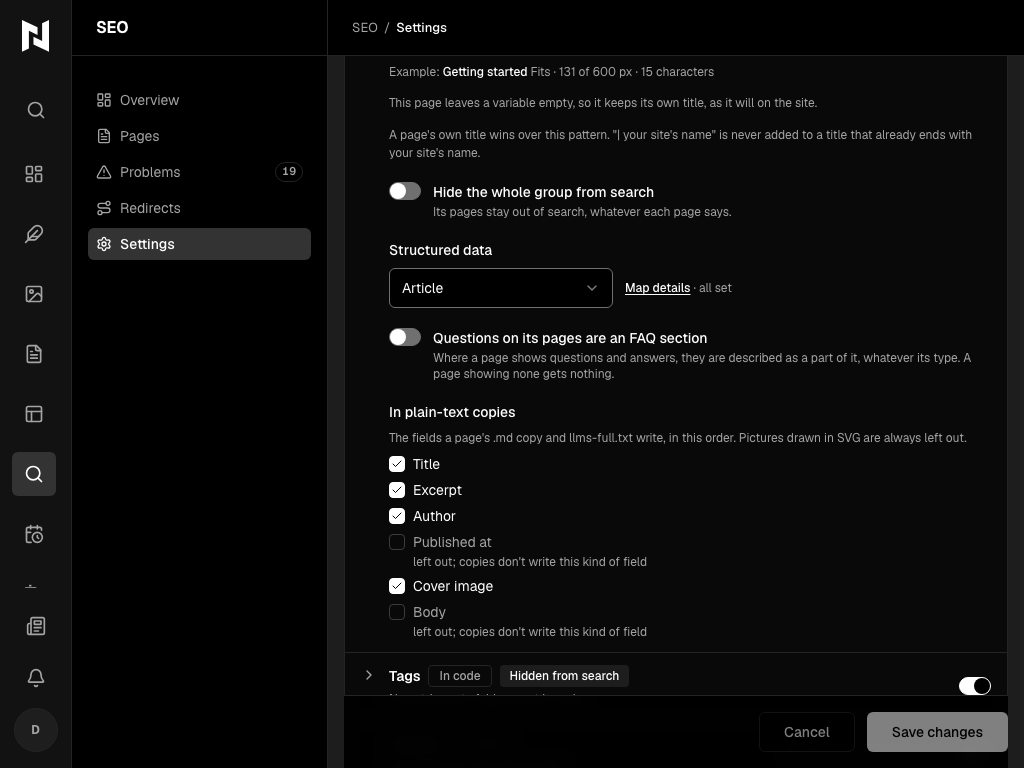 SEO
SEO / Settings
Overview
Pages
Problems 19
Redirects
Settings
D
Example: Getting started Fits · 131 of 600 px · 15 characters
This page leaves a variable empty, so it keeps its own title, as it will on the site.
A page's own title wins over this pattern. "| your site's name" is never added to a title that already ends with
your site's name.
Hide the whole group from search
Its pages stay out of search, whatever each page says.
Structured data
Article
Map details · all set
Questions on its pages are an FAQ section
Where a page shows questions and answers, they are described as a part of it, whatever its type. A
page showing none gets nothing.
In plain-text copies
The fields a page's .md copy and llms-full.txt write, in this order. Pictures drawn in SVG are always left out.
Title
Excerpt
Author
Published at
left out; copies don't write this kind of field
Cover image
Body
left out; copies don't write this kind of field
Tags In code Hidden from search
Cancel Save changes